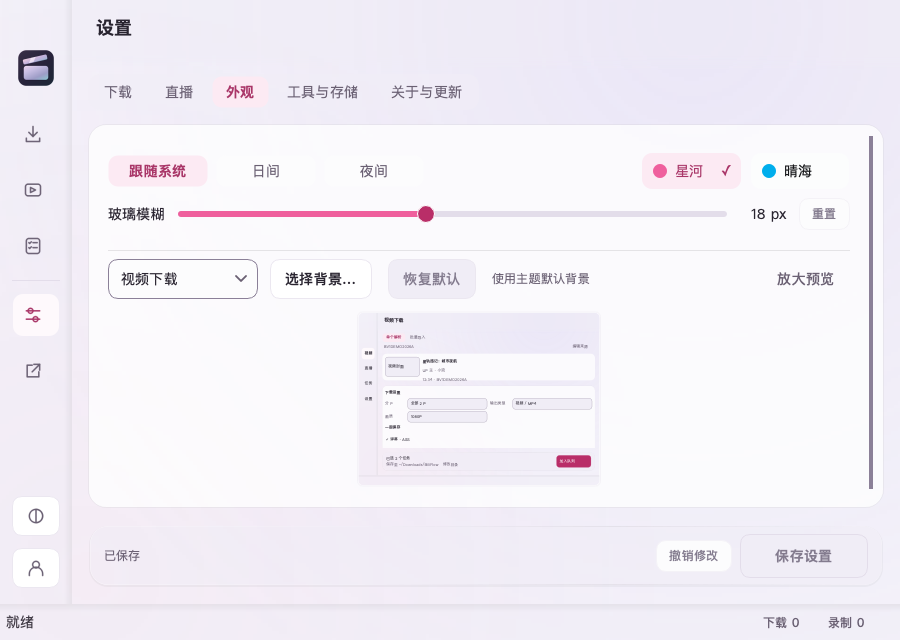 设置
下载 直播 外观 工具与存储 关于与更新
跟随系统 日间 夜间 星河 ✓ 晴海
玻璃模糊 18 px 重置
视频下载 选择背景... 恢复默认 使用主题默认背景 放大预览
视频下载
已保存 撤销修改 保存设置
就绪 下载 0 录制 0